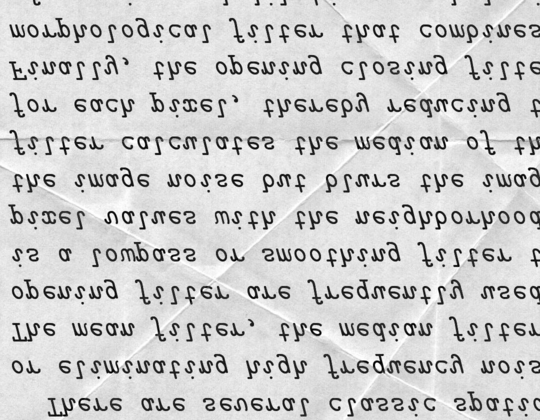 There are several classic spati
or eliminating high frequency nois
The mean filter, the median filter
opening filter are frequently used
is a lowpass or smoothing filter t
pixel values with the neighborhood
the image noise but blurs the imag
filter calculates the median of th
for each pixel, thereby reducing t
Finally, the opening closing filte
morphological filter that combines